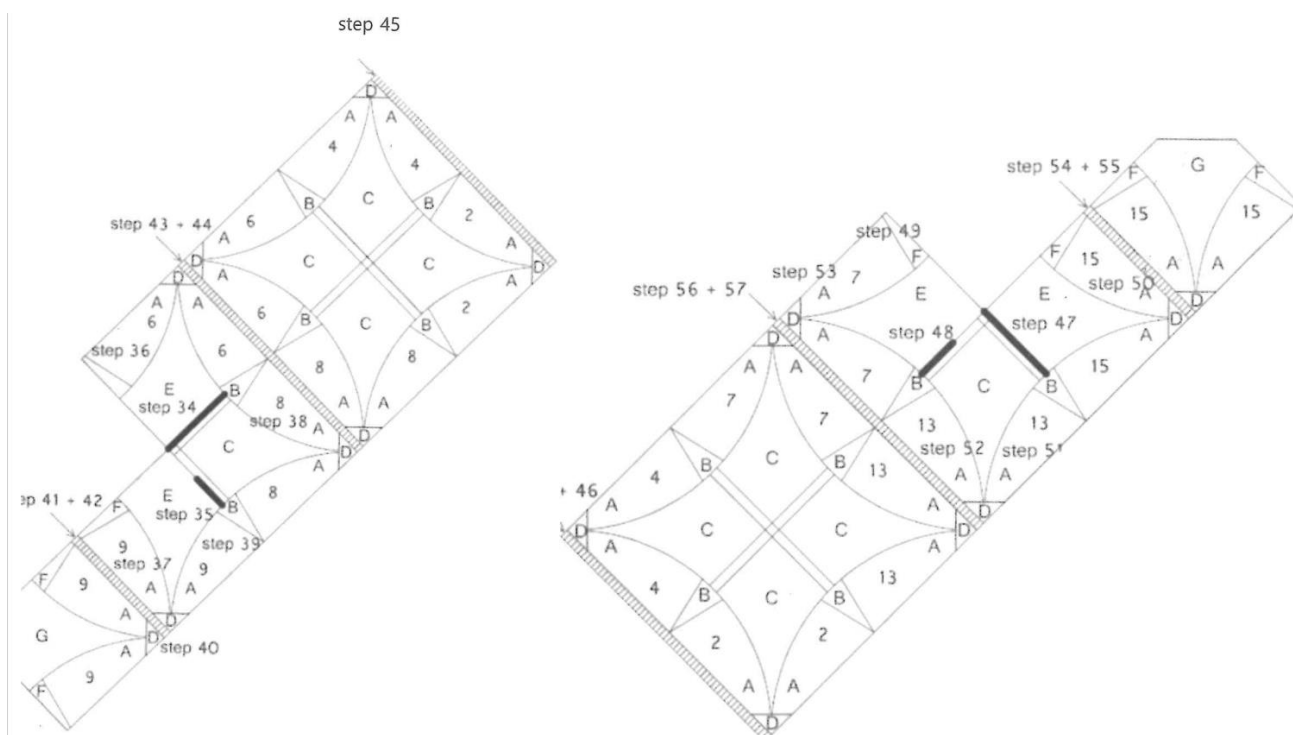 step 45
D
A A
4 4
C
B B
6 2
step 43 + 44
A A
D C C D
D A A
A A 6 B B 2
6 C
step 36 6 8 8
E B A A
step 34 8 D
step 38 A
C D
A
E 8
ep 41 + 42 F B
step 35
9 step 39
step 37 9
F 9 A A
A D
G D
A step 40
F 9
G
step 54 + 55 F F
15 15
step 49
F F 15
step 53 7 A A
A E E step 50 A
step 56 + 57 D D
D D
A step 48 step 47 A
A A
7 7 7 B C B 15
C 13 13
B B step 52
4 13
+ 46 A A A A
D C C D D
A A
4 B B 13
C
2 2
A A
D